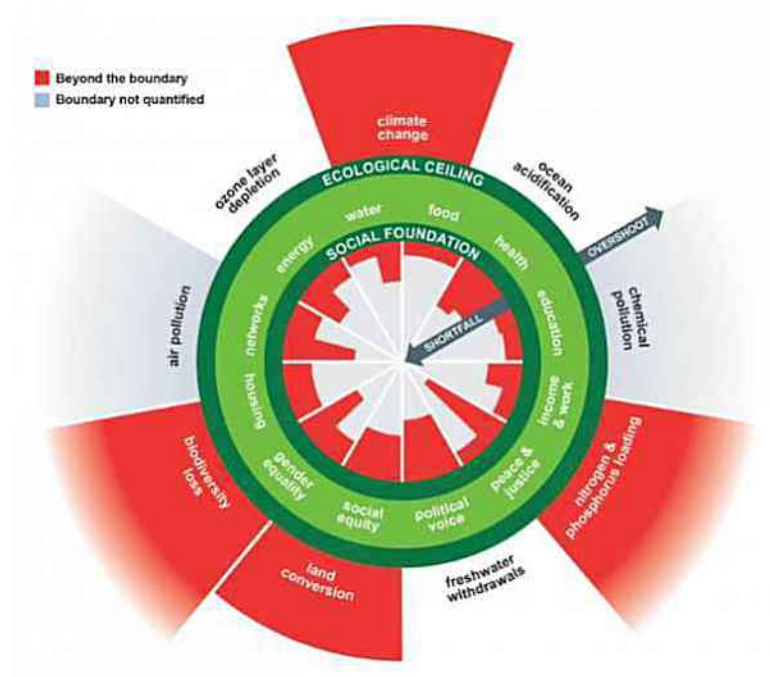 Beyond the boundary
Boundary not quantified
climate
change
ECOLOGICAL CEILING
ozone layer
depletion
ocean
acidification
OVERSHOOT
water
food
energy
health
SOCIAL FOUNDATION
SHORTFALL
air pollution
networks
education
chemical
pollution
housing
income
& work
biodiversity
loss
gender
equality
social
equity
political
voice
peace &
justice
nitrogen &
phosphorus loading
land
conversion
freshwater
withdrawals